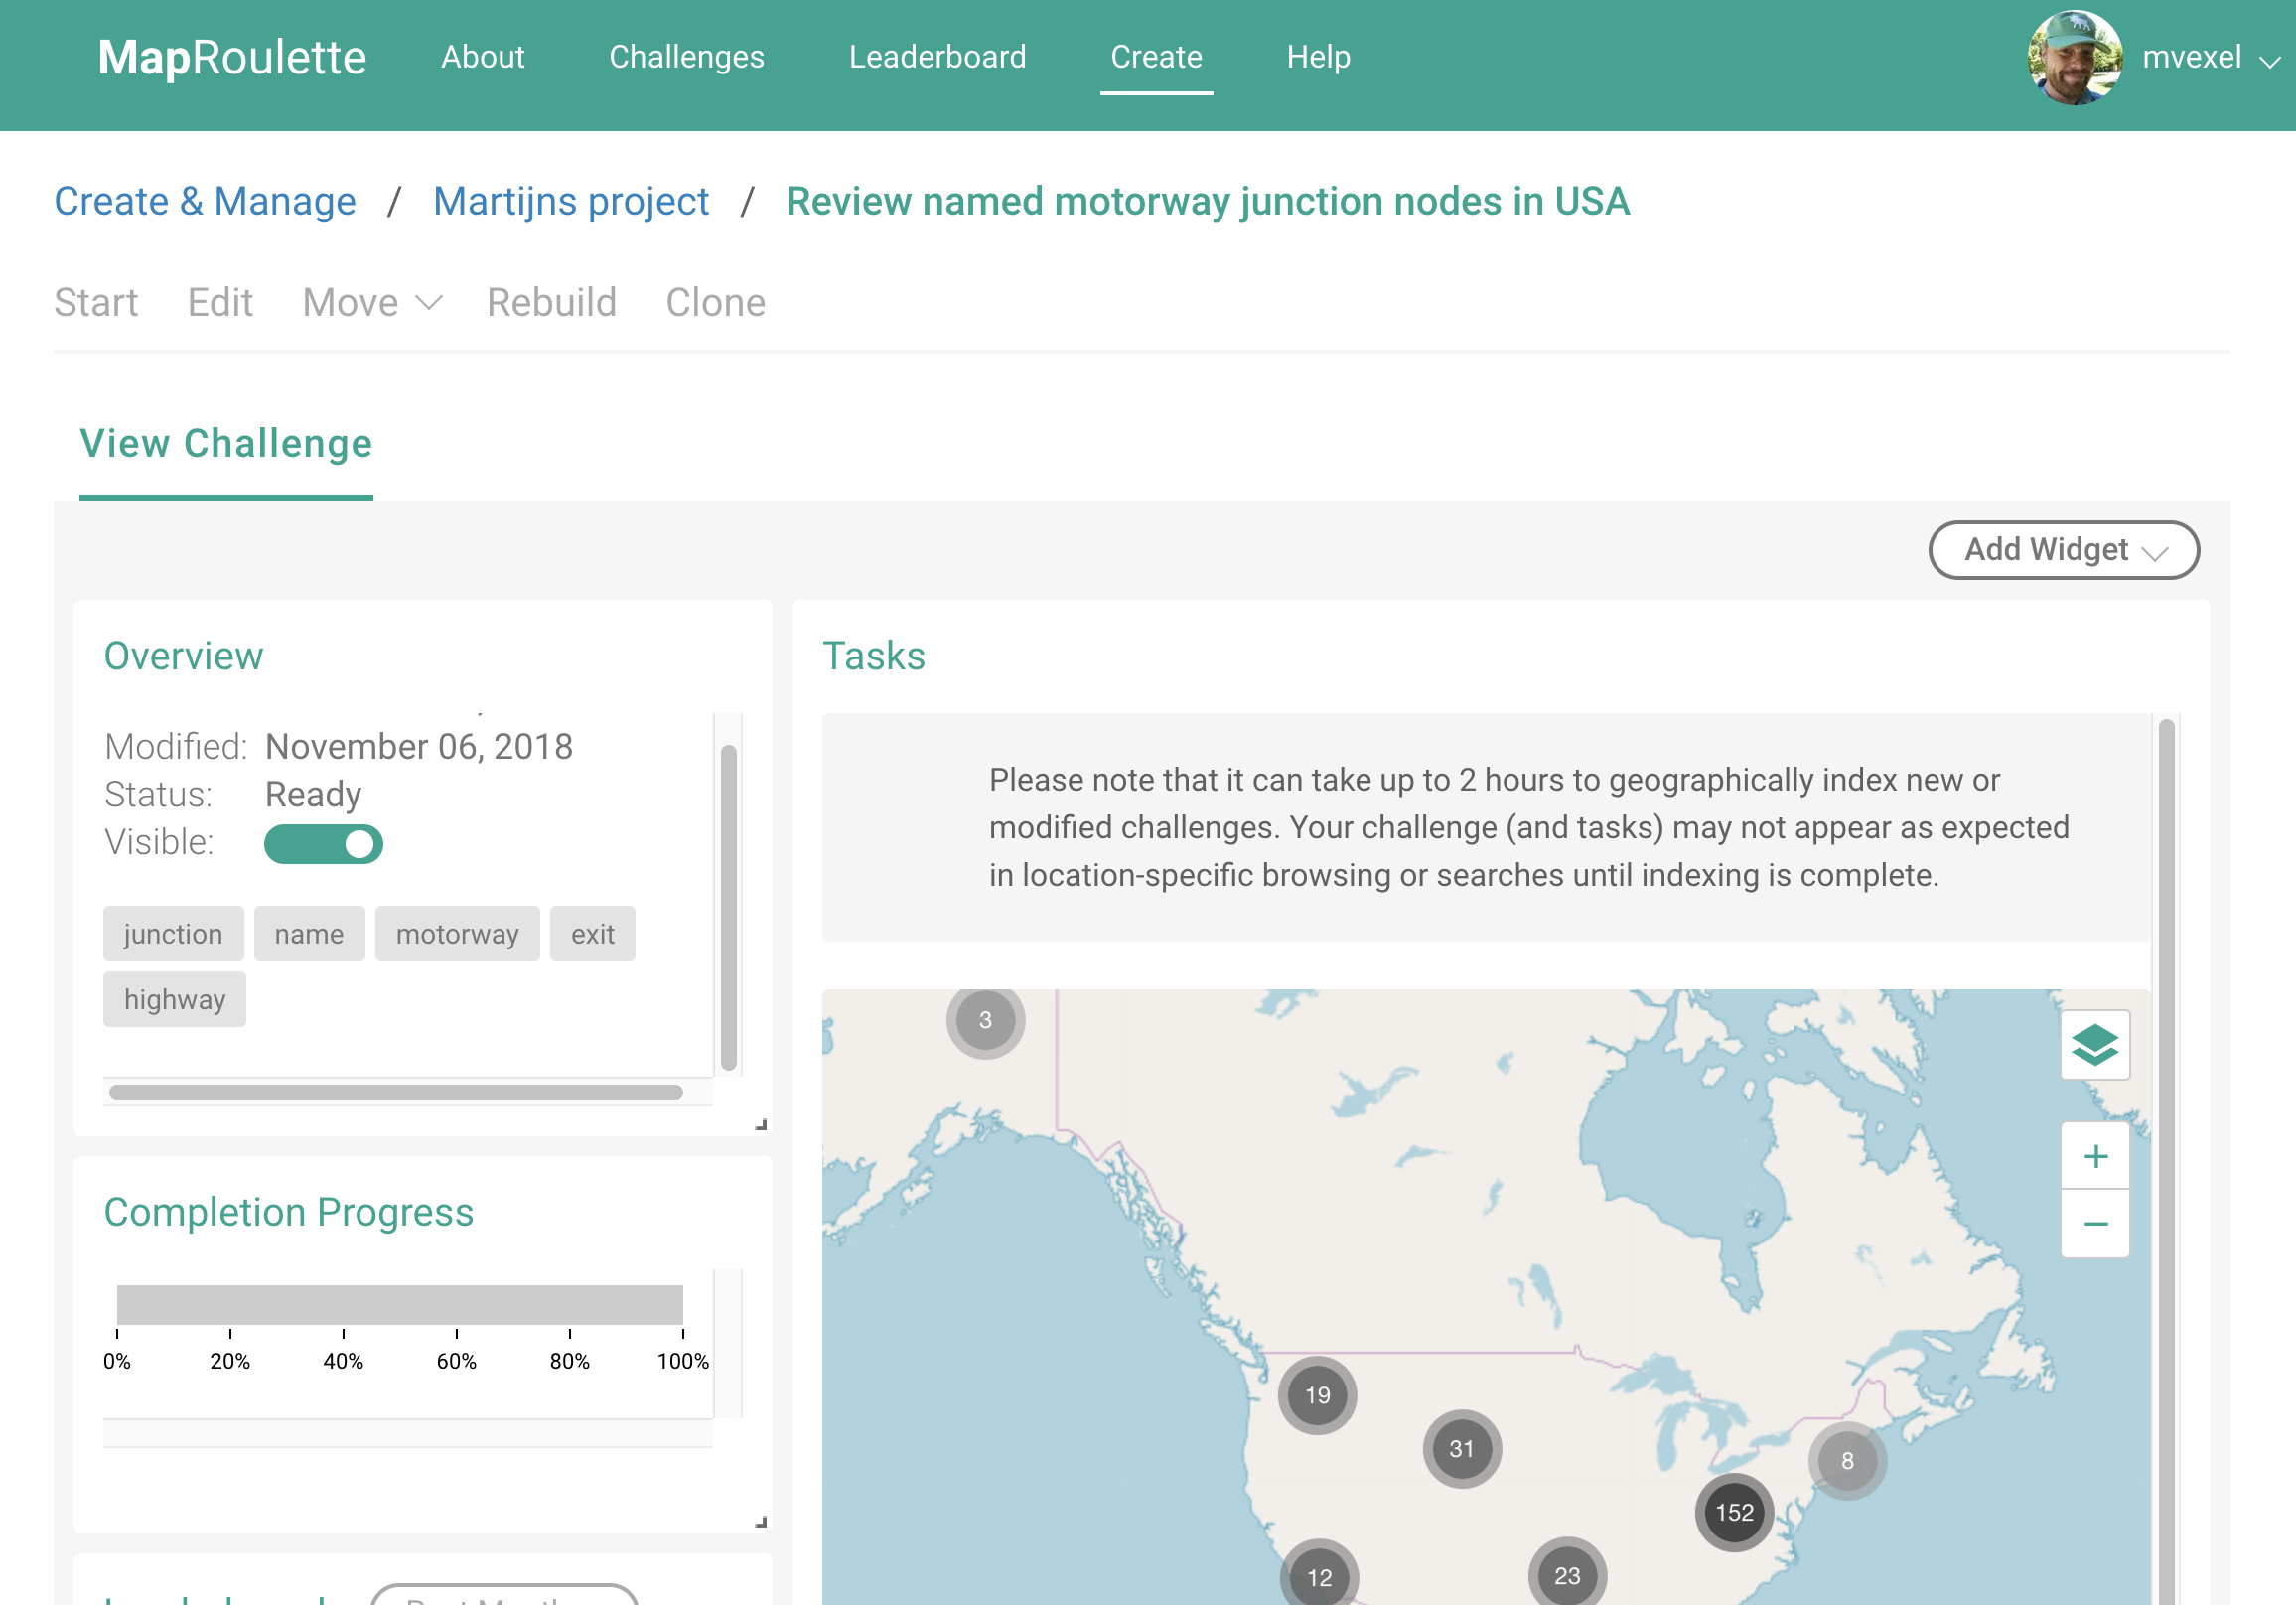 MapRoulette About Challenges Leaderboard Create Help mvexel
Create & Manage / Martijns project / Review named motorway junction nodes in USA
Start Edit Move Rebuild Clone
View Challenge
Add Widget
Overview
Modified: November 06, 2018
Status: Ready
Visible:
junction name motorway exit
highway
Completion Progress
0% 20% 40% 60% 80% 100%
Tasks
Please note that it can take up to 2 hours to geographically index new or
modified challenges. Your challenge (and tasks) may not appear as expected
in location-specific browsing or searches until indexing is complete.
3
+
−
19
31
8
152
12
23